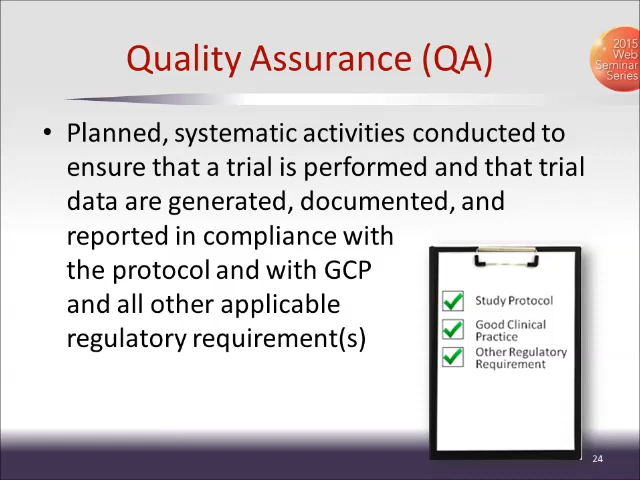 Quality Assurance (QA)
2015
Web
Seminar
Series
• Planned, systematic activities conducted to
ensure that a trial is performed and that trial
data are generated, documented, and
reported in compliance with
the protocol and with GCP
and all other applicable
regulatory requirement(s)
Study Protocol
Good Clinical
Practice
Other Regulatory
Requirement
24